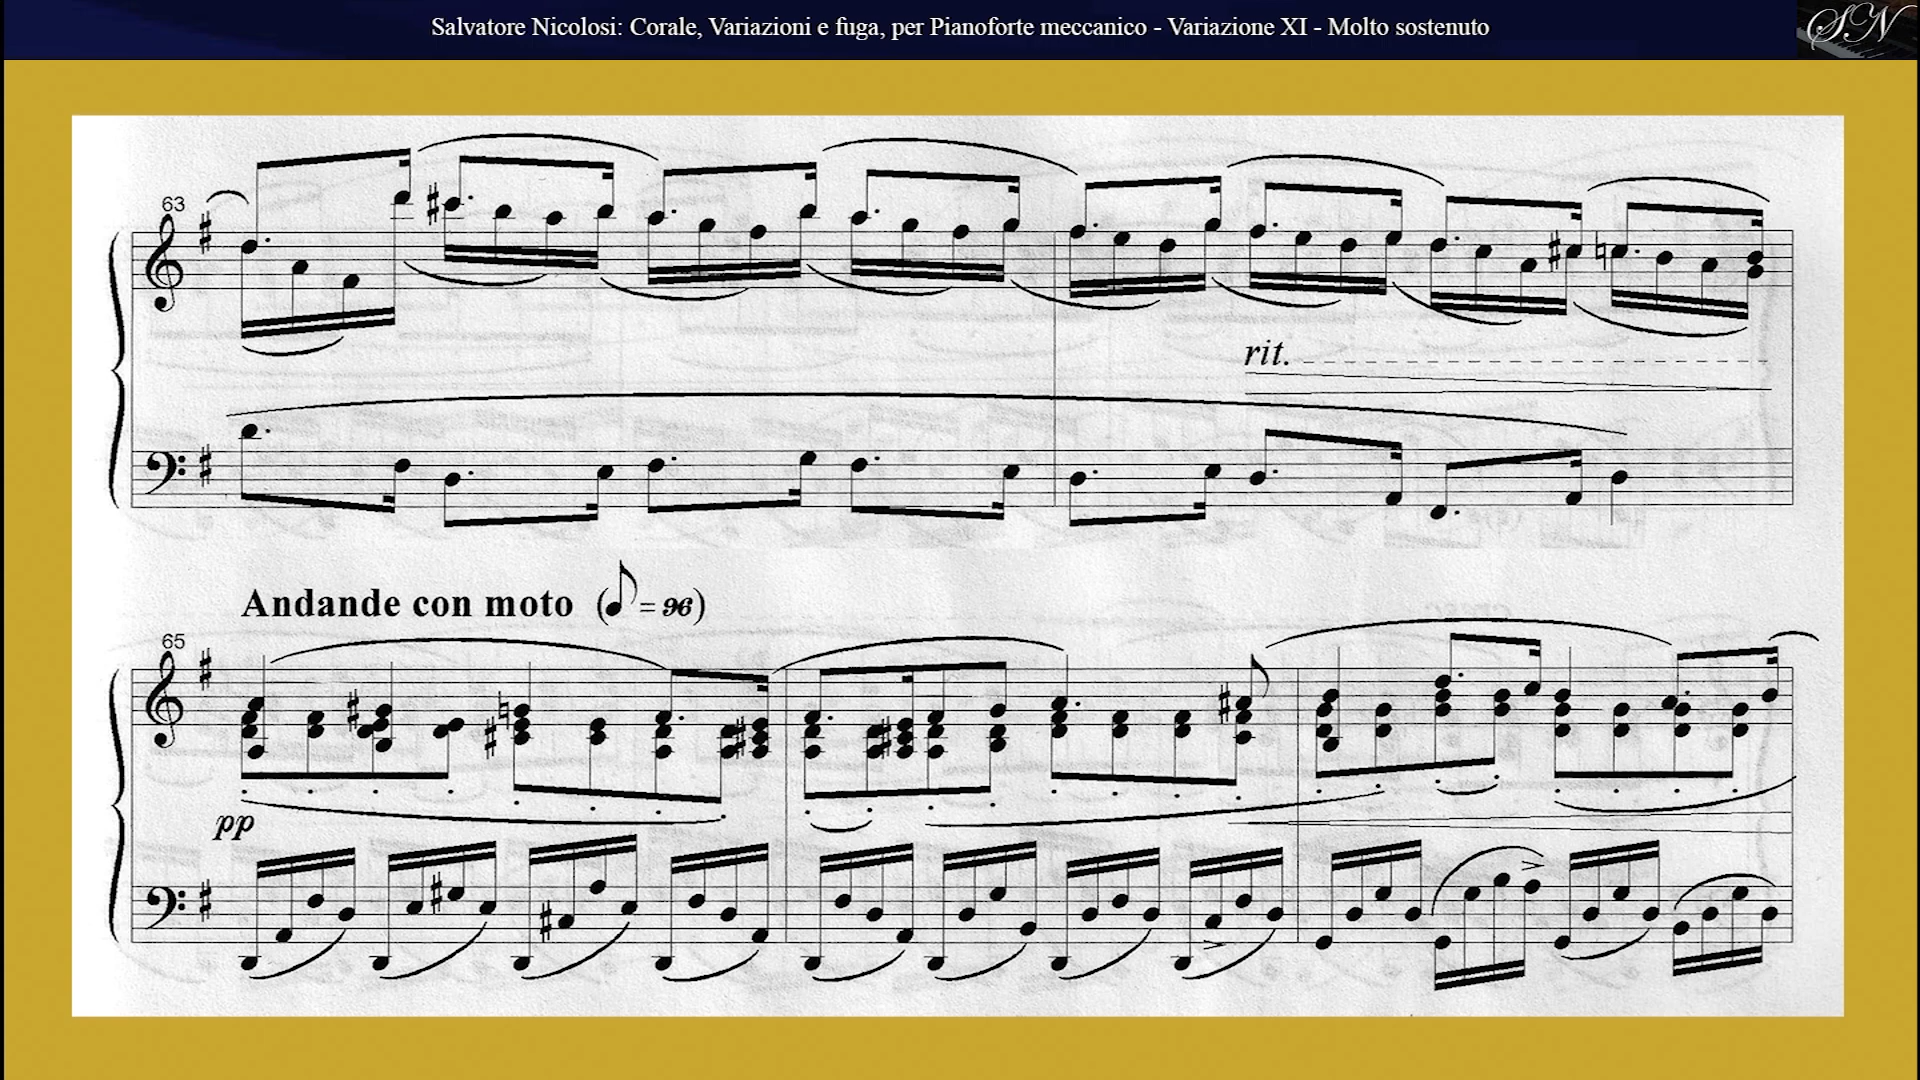 Salvatore Nicolosi: Corale, Variazioni e fuga, per Pianoforte meccanico - Variazione XI - Molto sostenuto
SN
63
rit.
Andande con moto (♪ = 96)
65
pp